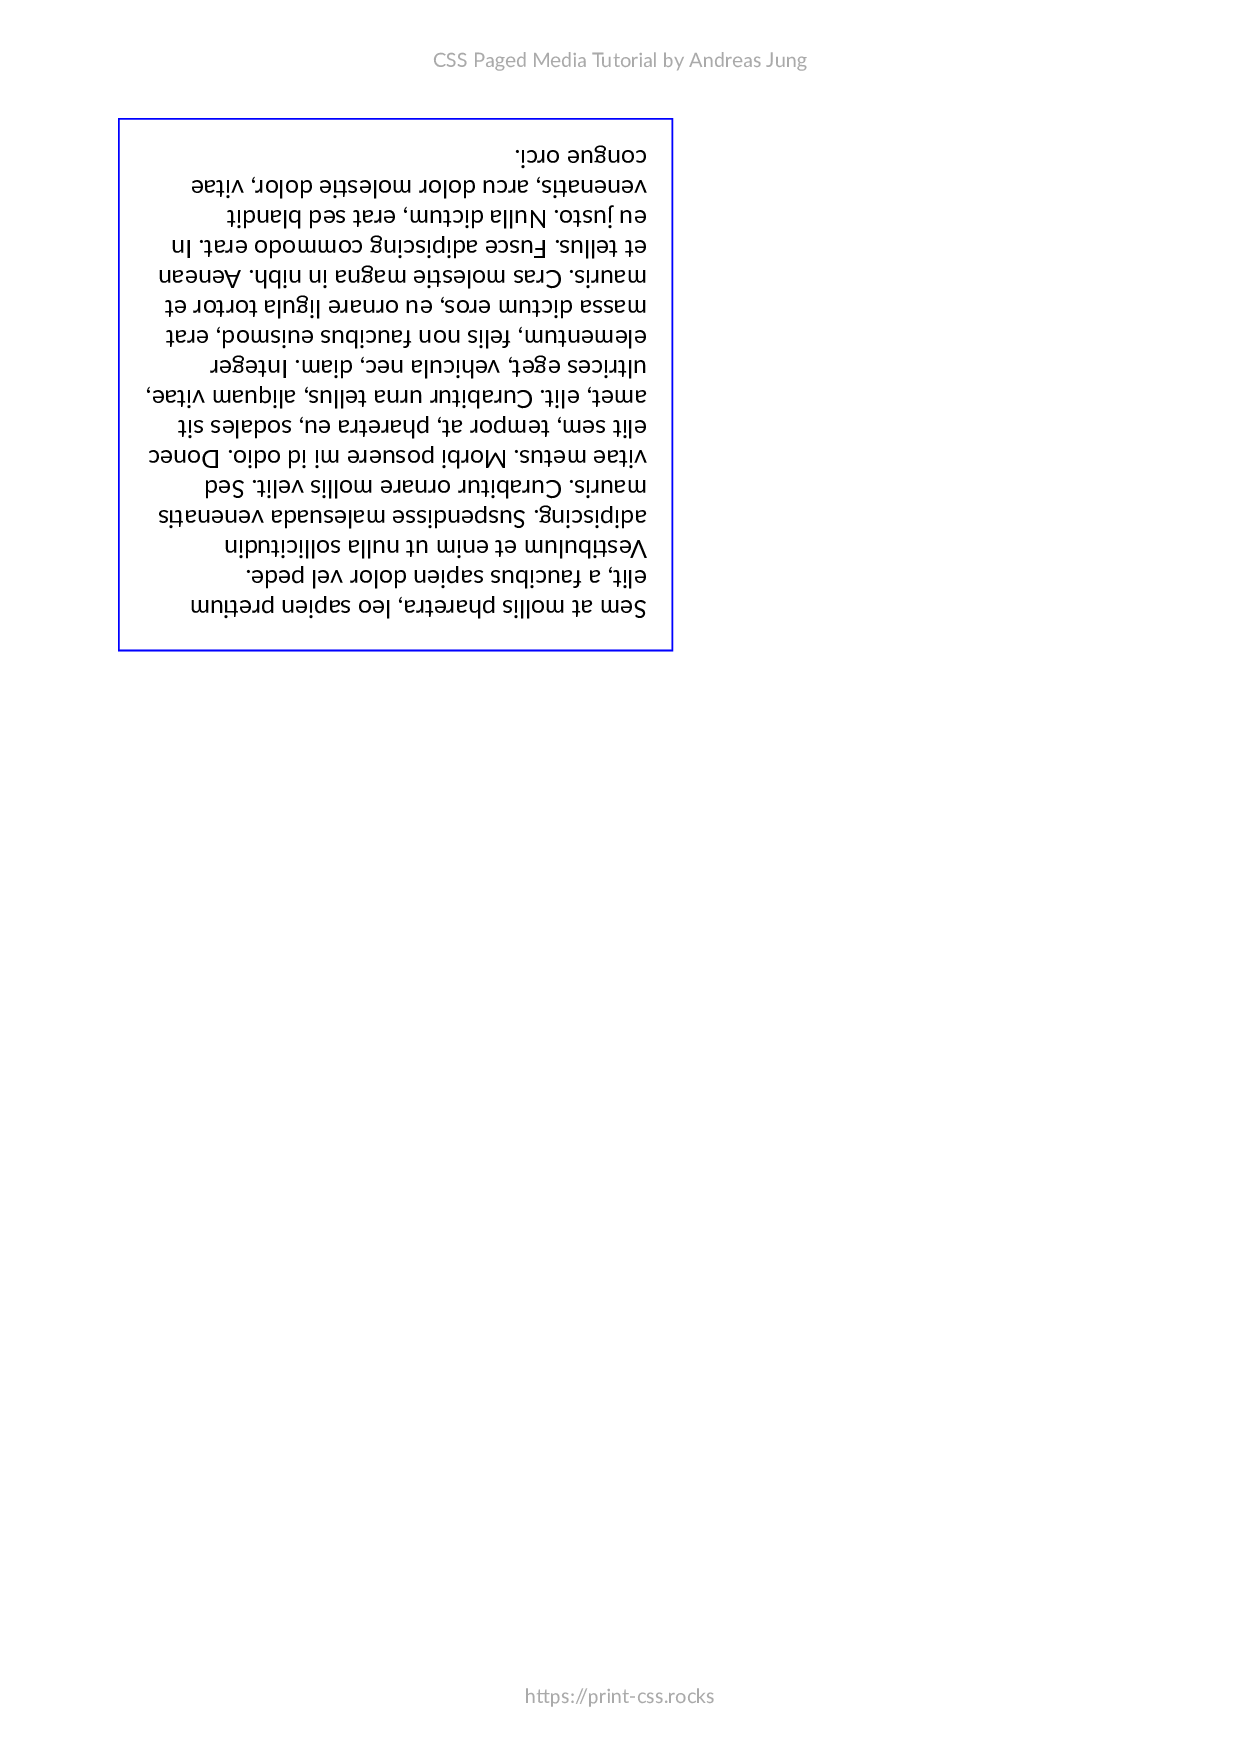 CSS Paged Media Tutorial by Andreas Jung
Sem at mollis pharetra, leo sapien pretium
elit, a faucibus sapien dolor vel pede.
Vestibulum et enim ut nulla sollicitudin
adipiscing. Suspendisse malesuada venenatis
mauris. Curabitur ornare mollis velit. Sed
vitae metus. Morbi posuere mi id odio. Donec
elit sem, tempor at, pharetra eu, sodales sit
amet, elit. Curabitur urna tellus, aliquam vitae,
ultrices eget, vehicula nec, diam. Integer
elementum, felis non faucibus euismod, erat
massa dictum eros, eu ornare ligula tortor et
mauris. Cras molestie magna in nibh. Aenean
et tellus. Fusce adipiscing commodo erat. In
eu justo. Nulla dictum, erat sed blandit
venenatis, arcu dolor molestie dolor, vitae
congue orci.
https://print-css.rocks